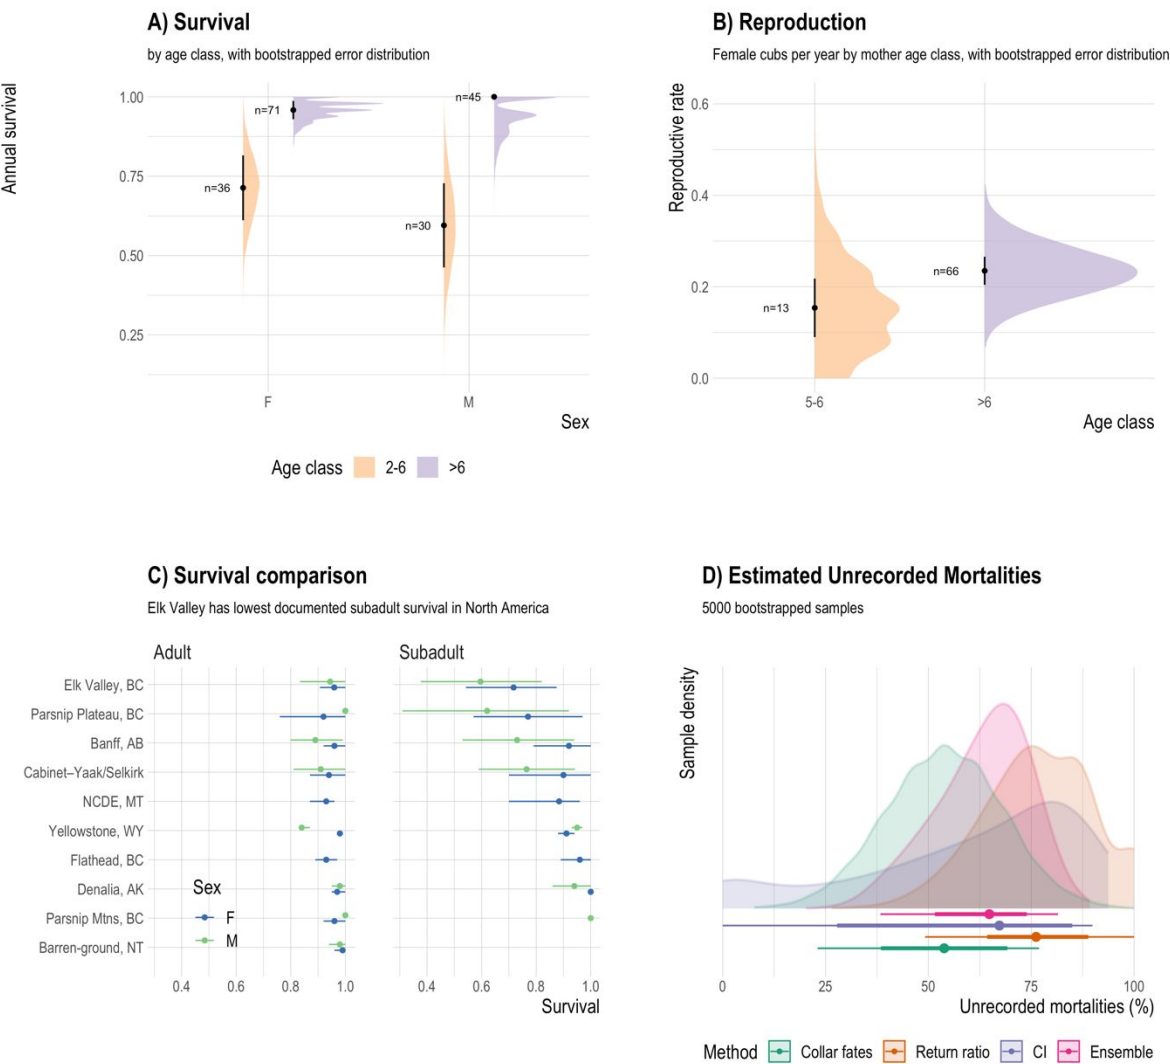 A) Survival
by age class, with bootstrapped error distribution
Annual survival
1.00
0.75
0.50
0.25
n=71
n=45
n=36
n=30
F
M
Sex
Age class 2-6 >6
B) Reproduction
Female cubs per year by mother age class, with bootstrapped error distribution
Reproductive rate
0.6
0.4
0.2
0.0
n=66
n=13
5-6
>6
Age class
C) Survival comparison
Elk Valley has lowest documented subadult survival in North America
Adult
Subadult
Elk Valley, BC
Parsnip Plateau, BC
Banff, AB
Cabinet–Yaak/Selkirk
NCDE, MT
Yellowstone, WY
Flathead, BC
Denalia, AK
Parsnip Mtns, BC
Barren-ground, NT
Sex
F
M
0.4 0.6 0.8 1.0
0.4 0.6 0.8 1.0
Survival
D) Estimated Unrecorded Mortalities
5000 bootstrapped samples
Sample density
0 25 50 75 100
Unrecorded mortalities (%)
Method Collar fates Return ratio CI Ensemble